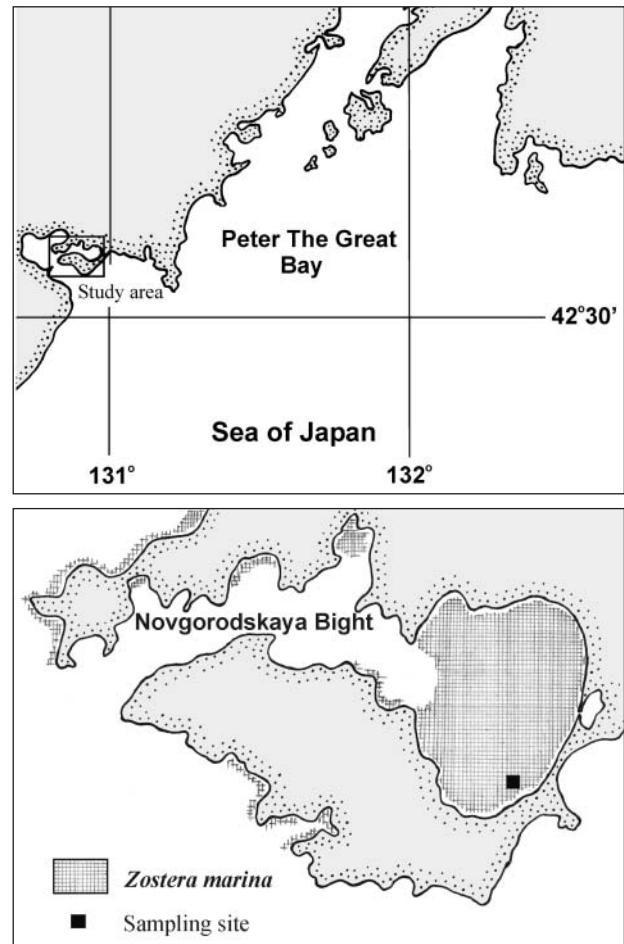 Peter The Great
Bay
Study area
42°30'
Sea of Japan
131°
132°
Novgorodskaya Bight
Zostera marina
Sampling site